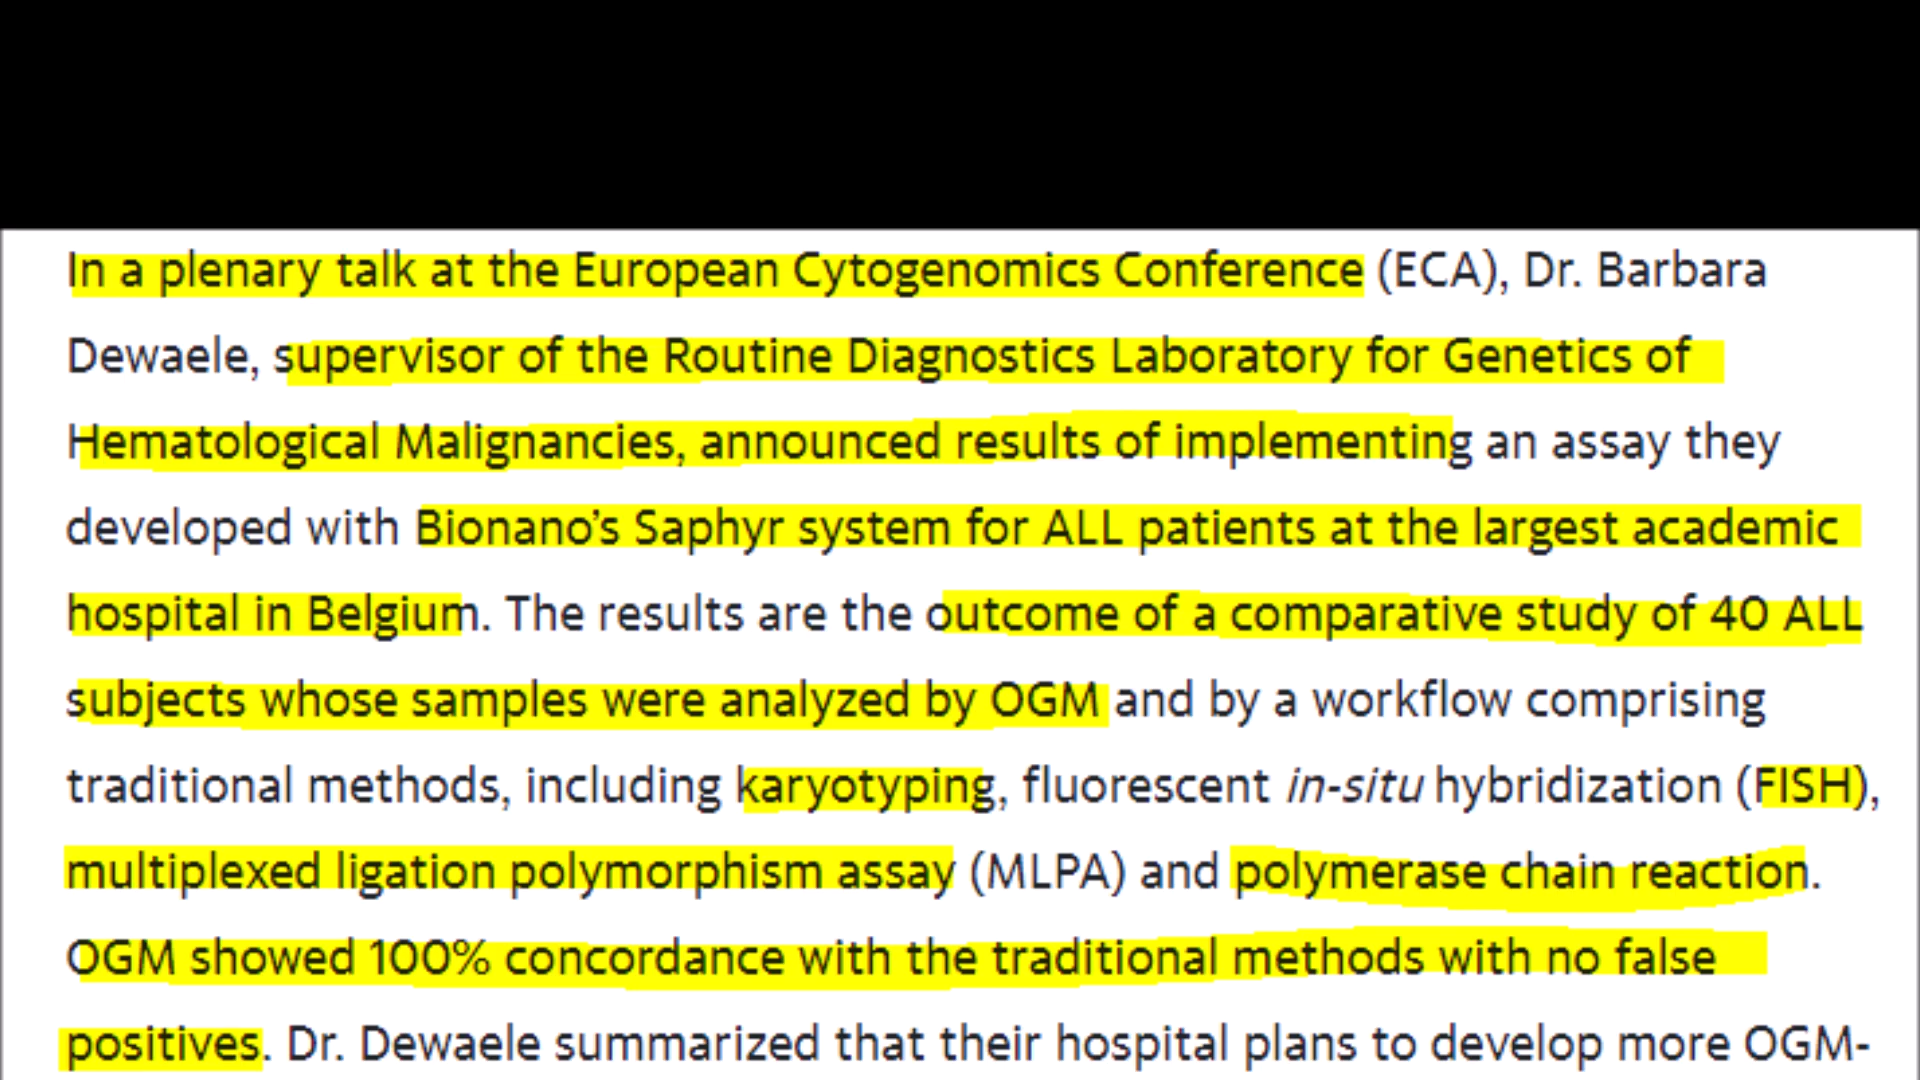 In a plenary talk at the European Cytogenomics Conference (ECA), Dr. Barbara
Dewaele, supervisor of the Routine Diagnostics Laboratory for Genetics of
Hematological Malignancies, announced results of implementing an assay they
developed with Bionano’s Saphyr system for ALL patients at the largest academic
hospital in Belgium. The results are the outcome of a comparative study of 40 ALL
subjects whose samples were analyzed by OGM and by a workflow comprising
traditional methods, including karyotyping, fluorescent in-situ hybridization (FISH),
multiplexed ligation polymorphism assay (MLPA) and polymerase chain reaction.
OGM showed 100% concordance with the traditional methods with no false
positives. Dr. Dewaele summarized that their hospital plans to develop more OGM-